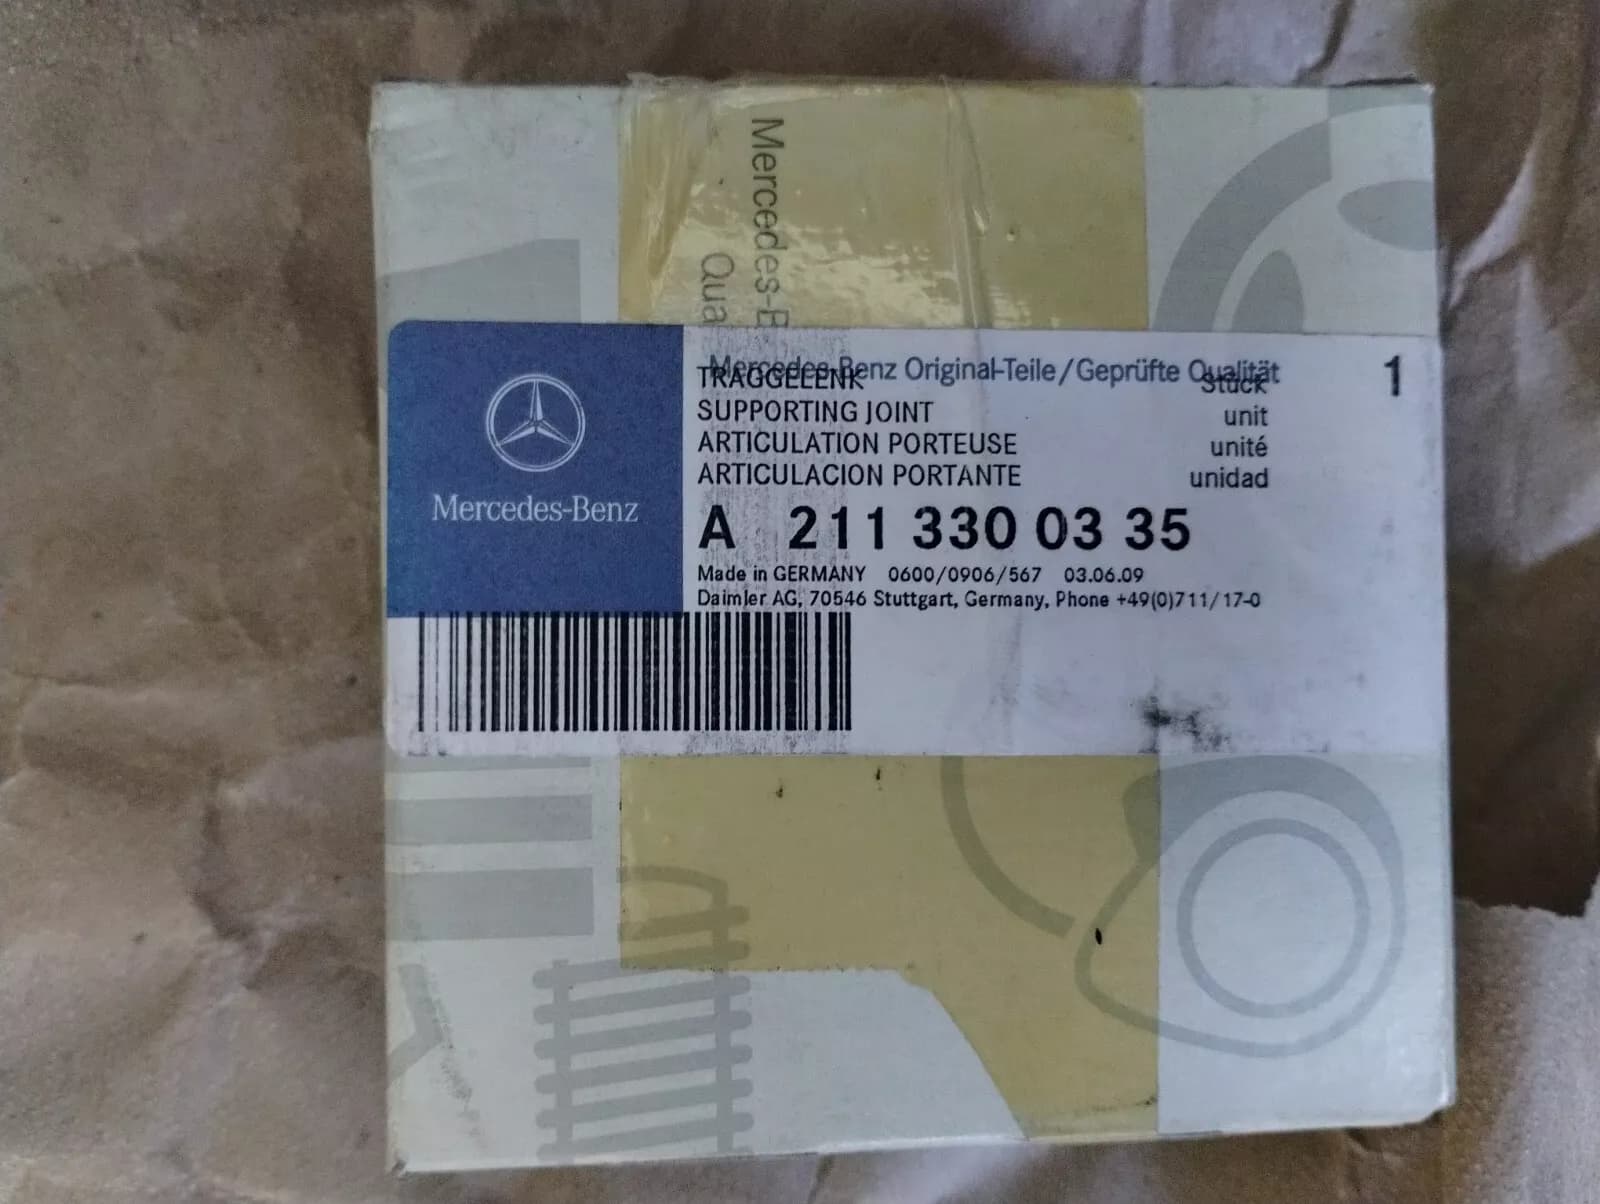 Mercedes-B
Qua
Mercedes-Benz Original-Teile/Geprüfte Qualität
TRAGGELENK Stück 1
SUPPORTING JOINT unit
ARTICULATION PORTEUSE unité
ARTICULACION PORTANTE unidad
Mercedes-Benz
A 211 330 03 35
Made in GERMANY 0600/0906/567 03.06.09
Daimler AG, 70546 Stuttgart, Germany, Phone +49(0)711/17-0